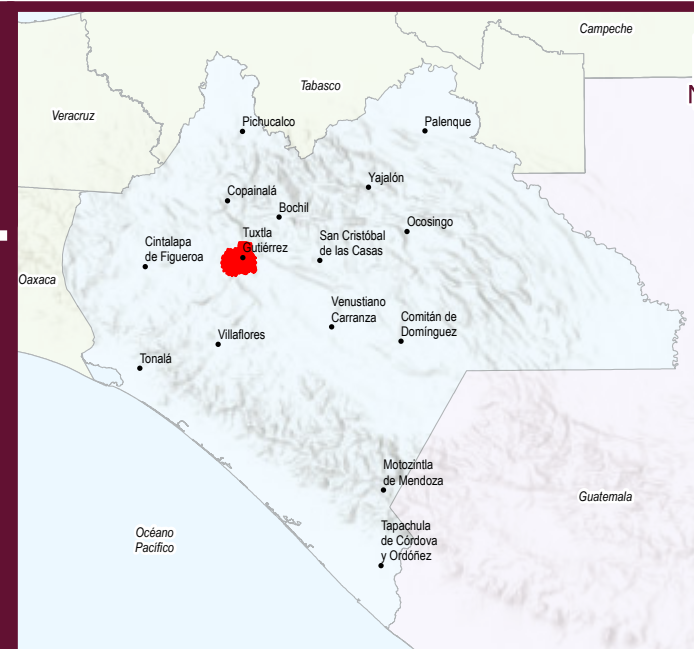 Campeche
Tabasco
N
Veracruz
Pichucalco
Palenque
Yajalón
Copainalá
Bochil
Ocosingo
Tuxtla
Gutiérrez
San Cristóbal
de las Casas
Cintalapa
de Figueroa
Oaxaca
Venustiano
Carranza
Comitán de
Domínguez
Villaflores
Tonalá
Motozintla
de Mendoza
Guatemala
Océano
Pacífico
Tapachula
de Córdova
y Ordóñez